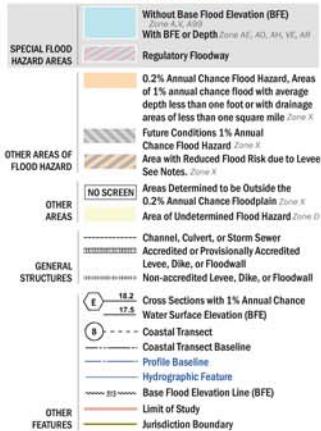 Without Base Flood Elevation (BFE)
Zone A,V, A99
With BFE or Depth Zone AE, AO, AH, VE, AR
SPECIAL FLOOD
HAZARD AREAS
Regulatory Floodway
0.2% Annual Chance Flood Hazard, Areas
of 1% annual chance flood with average
depth less than one foot or with drainage
areas of less than one square mile Zone X
Future Conditions 1% Annual
Chance Flood Hazard Zone X
OTHER AREAS OF
FLOOD HAZARD
Area with Reduced Flood Risk due to Levee
See Notes. Zone X
NO SCREEN
Areas Determined to be Outside the
0.2% Annual Chance Floodplain Zone X
OTHER
AREAS
Area of Undetermined Flood Hazard Zone D
Channel, Culvert, or Storm Sewer
Accredited or Provisionally Accredited
Levee, Dike, or Floodwall
GENERAL
STRUCTURES
Non-accredited Levee, Dike, or Floodwall
E 18.2 Cross Sections with 1% Annual Chance
17.5 Water Surface Elevation (BFE)
8 Coastal Transect
Coastal Transect Baseline
Profile Baseline
Hydrographic Feature
513 Base Flood Elevation Line (BFE)
OTHER
FEATURES
Limit of Study
Jurisdiction Boundary